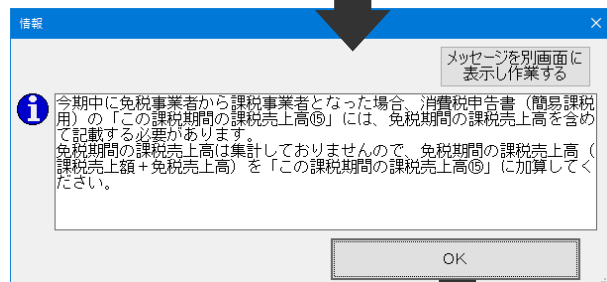 情報
メッセージを別画面に
表示し作業する
今期中に免税事業者から課税事業者となった場合、消費税申告書（簡易課税
用）の「この課税期間の課税売上高⑮」には、免税期間の課税売上高を含め
て記載する必要があります。
免税期間の課税売上高は集計しておりませんので、免税期間の課税売上高（
課税売上額＋免税売上高）を「この課税期間の課税売上高⑮」に加算してく
ださい。
OK